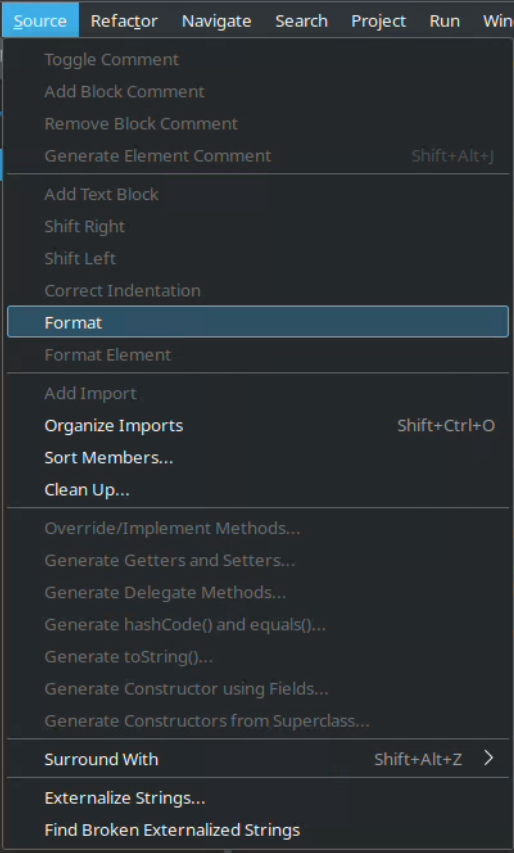 Source Refactor Navigate Search Project Run Win
Toggle Comment
Add Block Comment
Remove Block Comment
Generate Element Comment Shift+Alt+J
Add Text Block
Shift Right
Shift Left
Correct Indentation
Format
Format Element
Add Import
Organize Imports Shift+Ctrl+O
Sort Members...
Clean Up...
Override/Implement Methods...
Generate Getters and Setters...
Generate Delegate Methods...
Generate hashCode() and equals()...
Generate toString()...
Generate Constructor using Fields...
Generate Constructors from Superclass...
Surround With Shift+Alt+Z
Externalize Strings...
Find Broken Externalized Strings